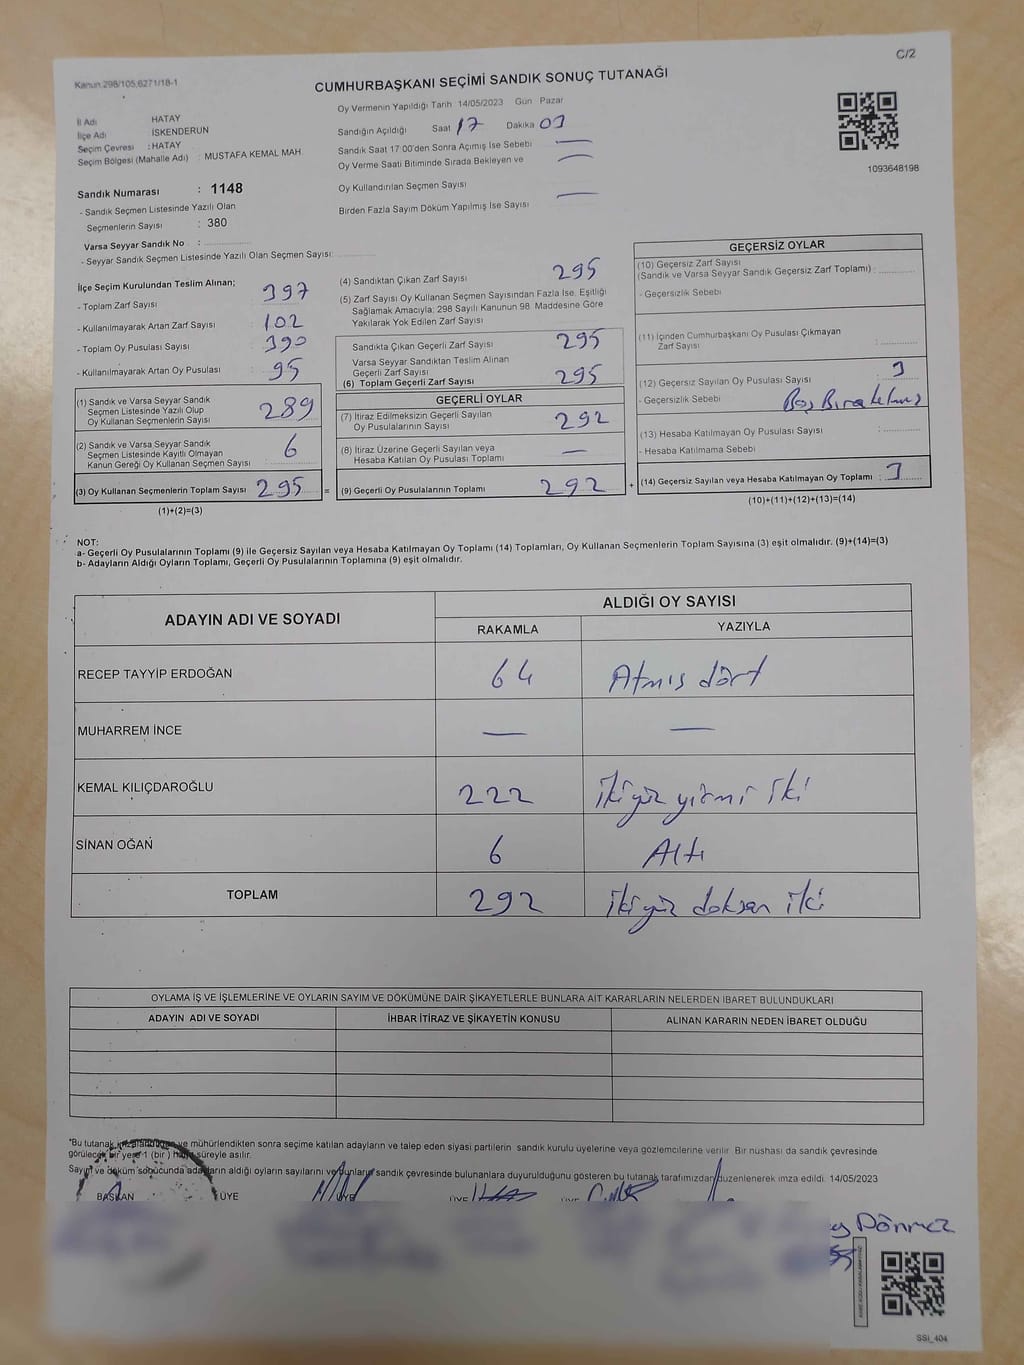 C/2
Kanun.298/105,6271/18-1
CUMHURBAŞKANI SEÇİMİ SANDIK SONUÇ TUTANAĞI
İl Adı HATAY
İlçe Adı İSKENDERUN
Seçim Çevresi : HATAY
Seçim Bölgesi (Mahalle Adı) : MUSTAFA KEMAL MAH.
Sandık Numarası : 1148
- Sandık Seçmen Listesinde Yazılı Olan
Seçmenlerin Sayısı : 380
Varsa Seyyar Sandık No :
- Seyyar Sandık Seçmen Listesinde Yazılı Olan Seçmen Sayısı:
Oy Vermenin Yapıldığı Tarih 14/05/2023 Gün Pazar
Sandığın Açıldığı Saat 17 Dakika 03
Sandık Saat 17:00'den Sonra Açımış İse Sebebi —
Oy Verme Saati Bitiminde Sırada Bekleyen ve —
Oy Kullandırılan Seçmen Sayısı
Birden Fazla Sayım Döküm Yapılmış İse Sayısı —
1093648198
İlçe Seçim Kurulundan Teslim Alınan;
- Toplam Zarf Sayısı 397
- Kullanılmayarak Artan Zarf Sayısı 102
- Toplam Oy Pusulası Sayısı 390
- Kullanılmayarak Artan Oy Pusulası 95
(1) Sandık ve Varsa Seyyar Sandık
Seçmen Listesinde Yazılı Olup
Oy Kullanan Seçmenlerin Sayısı 289
(2) Sandık ve Varsa Seyyar Sandık
Seçmen Listesinde Kayıtlı Olmayan
Kanun Gereği Oy Kullanan Seçmen Sayısı 6
(3) Oy Kullanan Seçmenlerin Toplam Sayısı 295 =
(1)+(2)=(3)
(4) Sandıktan Çıkan Zarf Sayısı 295
(5) Zarf Sayısı Oy Kullanan Seçmen Sayısından Fazla İse, Eşitliği
Sağlamak Amacıyla; 298 Sayılı Kanunun 98. Maddesine Göre
Yakılarak Yok Edilen Zarf Sayısı
Sandıkta Çıkan Geçerli Zarf Sayısı 295
Varsa Seyyar Sandıktan Teslim Alınan
Geçerli Zarf Sayısı
(6) Toplam Geçerli Zarf Sayısı 295
GEÇERLİ OYLAR
(7) İtiraz Edilmeksizin Geçerli Sayılan
Oy Pusulalarının Sayısı 292
(8) İtiraz Üzerine Geçerli Sayılan veya
Hesaba Katılan Oy Pusulası Toplamı —
(9) Geçerli Oy Pusulalarının Toplamı 292 +
GEÇERSİZ OYLAR
(10) Geçersiz Zarf Sayısı
(Sandık ve Varsa Seyyar Sandık Geçersiz Zarf Toplamı) :
- Geçersizlik Sebebi
(11) İçinden Cumhurbaşkanı Oy Pusulası Çıkmayan
Zarf Sayısı :
(12) Geçersiz Sayılan Oy Pusulası Sayısı : 3
- Geçersizlik Sebebi Boş Bırakılmış
(13) Hesaba Katılmayan Oy Pusulası Sayısı :
- Hesaba Katılmama Sebebi
(14) Geçersiz Sayılan veya Hesaba Katılmayan Oy Toplamı : 3
(10)+(11)+(12)+(13)=(14)
NOT:
a- Geçerli Oy Pusulalarının Toplamı (9) ile Geçersiz Sayılan veya Hesaba Katılmayan Oy Toplamı (14) Toplamları, Oy Kullanan Seçmenlerin Toplam Sayısına (3) eşit olmalıdır. (9)+(14)=(3)
b- Adayların Aldığı Oyların Toplamı, Geçerli Oy Pusulalarının Toplamına (9) eşit olmalıdır.
ADAYIN ADI VE SOYADI ALDIĞI OY SAYISI
RAKAMLA YAZIYLA
RECEP TAYYİP ERDOĞAN 64 Atmış dört
MUHARREM İNCE — —
KEMAL KILIÇDAROĞLU 222 ikiyüz yirmi iki
SİNAN OĞAN 6 Altı
TOPLAM 292 ikiyüz doksan iki
OYLAMA İŞ VE İŞLEMLERİNE VE OYLARIN SAYIM VE DÖKÜMÜNE DAİR ŞİKAYETLERLE BUNLARA AİT KARARLARIN NELERDEN İBARET BULUNDUKLARI
ADAYIN ADI VE SOYADI İHBAR İTİRAZ VE ŞİKAYETİN KONUSU ALINAN KARARIN NEDEN İBARET OLDUĞU
*Bu tutanak, imzalandıktan ve mühürlendikten sonra seçime katılan adayların ve talep eden siyasi partilerin sandık kurulu üyelerine veya gözlemcilerine verilir. Bir nushası da sandık çevresinde
görülecek bir yere 1 (bir) hafta süreyle asılır.
Sayım ve döküm sonucunda adayların aldığı oyların sayılarını ve bunların sandık çevresinde bulunanlara duyurulduğunu gösteren bu tutanak tarafımızdan düzenlenerek imza edildi. 14/05/2023
BAŞKAN ÜYE ÜYE ÜYE ÜYE
Dönmez
SSİ_404